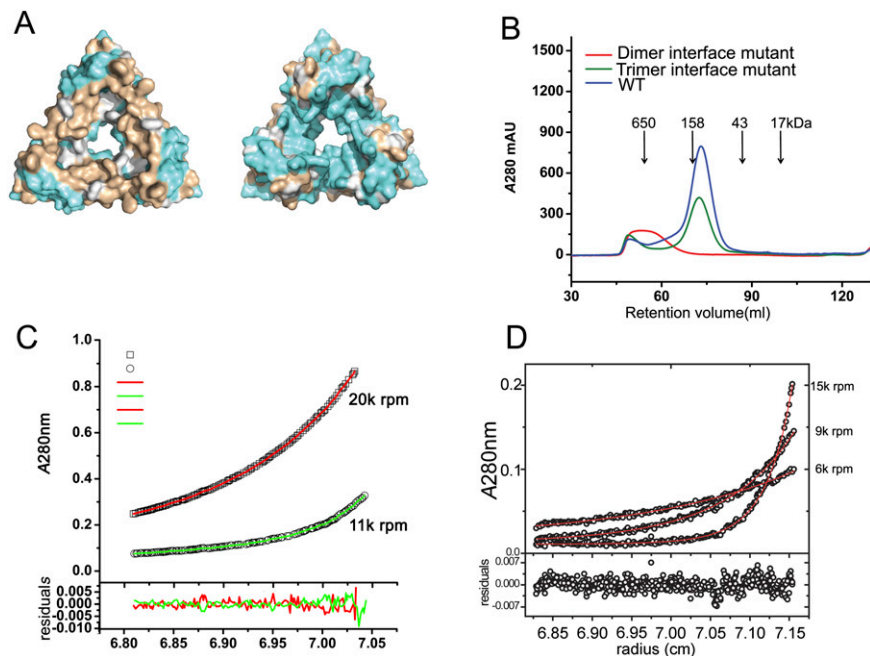 A
B
1500
1200
900
600
300
0
A280 mAU
Dimer interface mutant
Trimer interface mutant
WT
650 158 43 17kDa
30 60 90 120
Retention volume(ml)
C
1.0
0.8
0.6
0.4
0.2
0.0
A280nm
20k rpm
11k rpm
0.005
0.000
-0.005
-0.010
residuals
6.80 6.85 6.90 6.95 7.00 7.05
D
0.2
0.1
0.0
A280nm
15k rpm
9k rpm
6k rpm
0.007
0.000
-0.007
residuals
6.85 6.90 6.95 7.00 7.05 7.10 7.15
radius (cm)